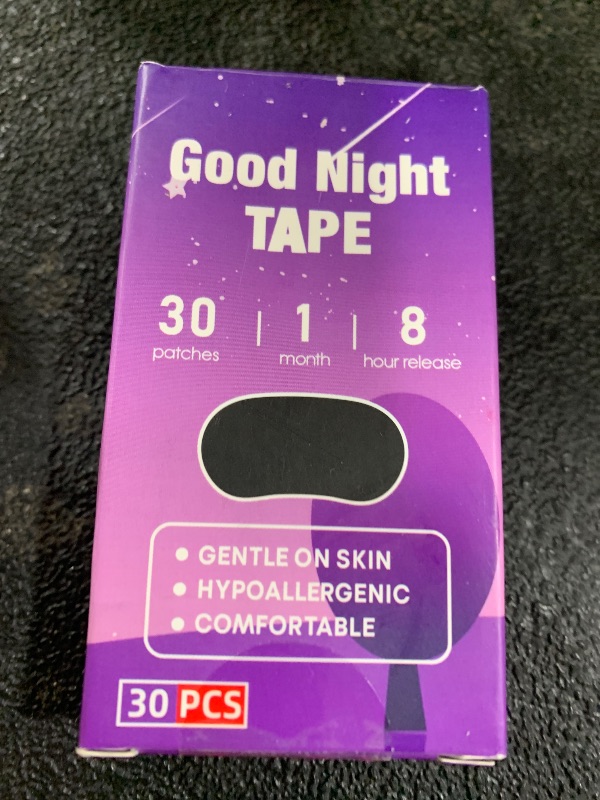 Good Night
TAPE
30 | 1 | 8
patches month hour release
GENTLE ON SKIN
HYPOALLERGENIC
COMFORTABLE
30 PCS